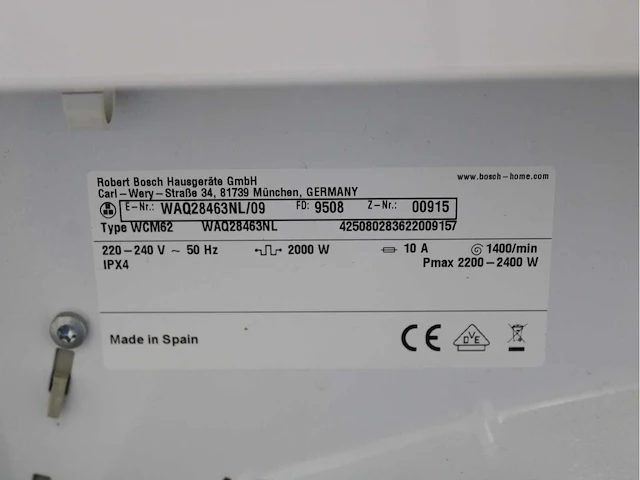 Robert Bosch Hausgeräte GmbH
www.bosch-home.com
Carl-Wery-Straße 34, 81739 München, GERMANY
E-Nr.: WAQ28463NL/09 FD: 9508 Z-Nr.: 00915
Type WCM62 WAQ28463NL 425080283622009157
220-240 V ~ 50 Hz 2000 W 10 A 1400/min
IPX4 Pmax 2200-2400 W
Made in Spain CE DVE